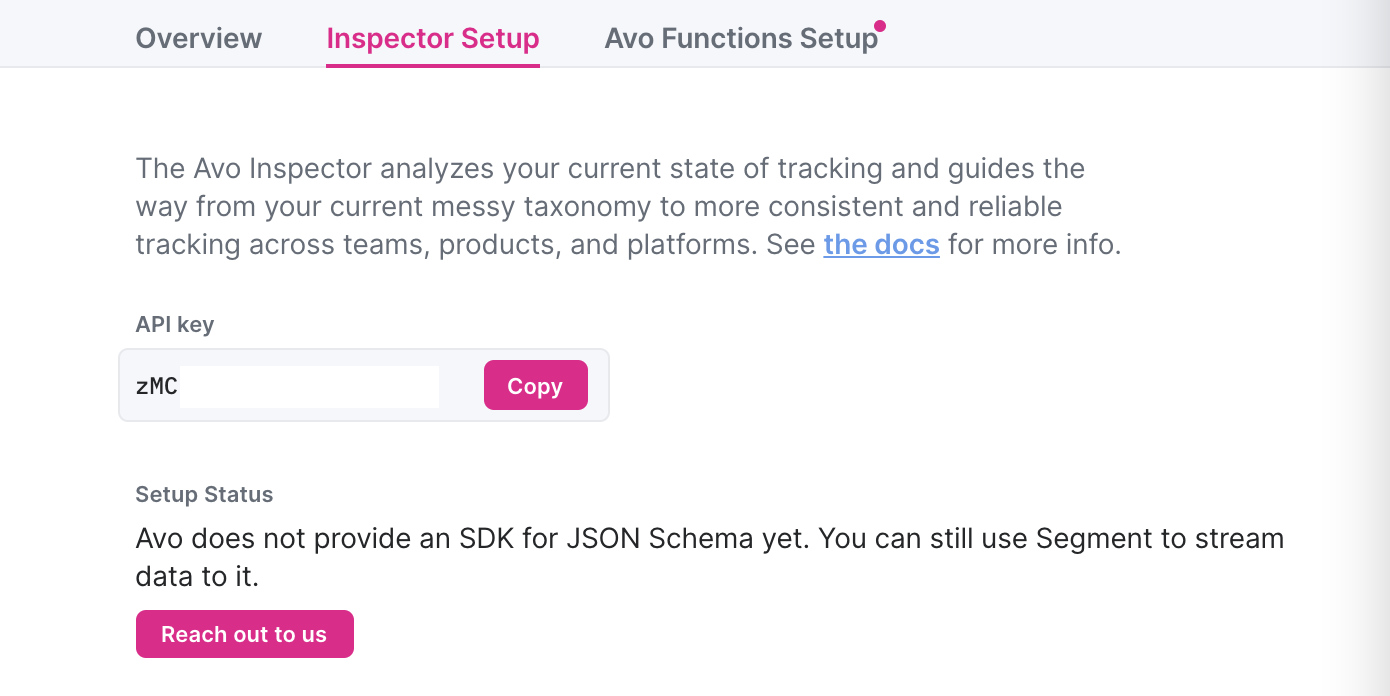 Overview Inspector Setup Avo Functions Setup
The Avo Inspector analyzes your current state of tracking and guides the
way from your current messy taxonomy to more consistent and reliable
tracking across teams, products, and platforms. See the docs for more info.
API key
zMC Copy
Setup Status
Avo does not provide an SDK for JSON Schema yet. You can still use Segment to stream
data to it.
Reach out to us